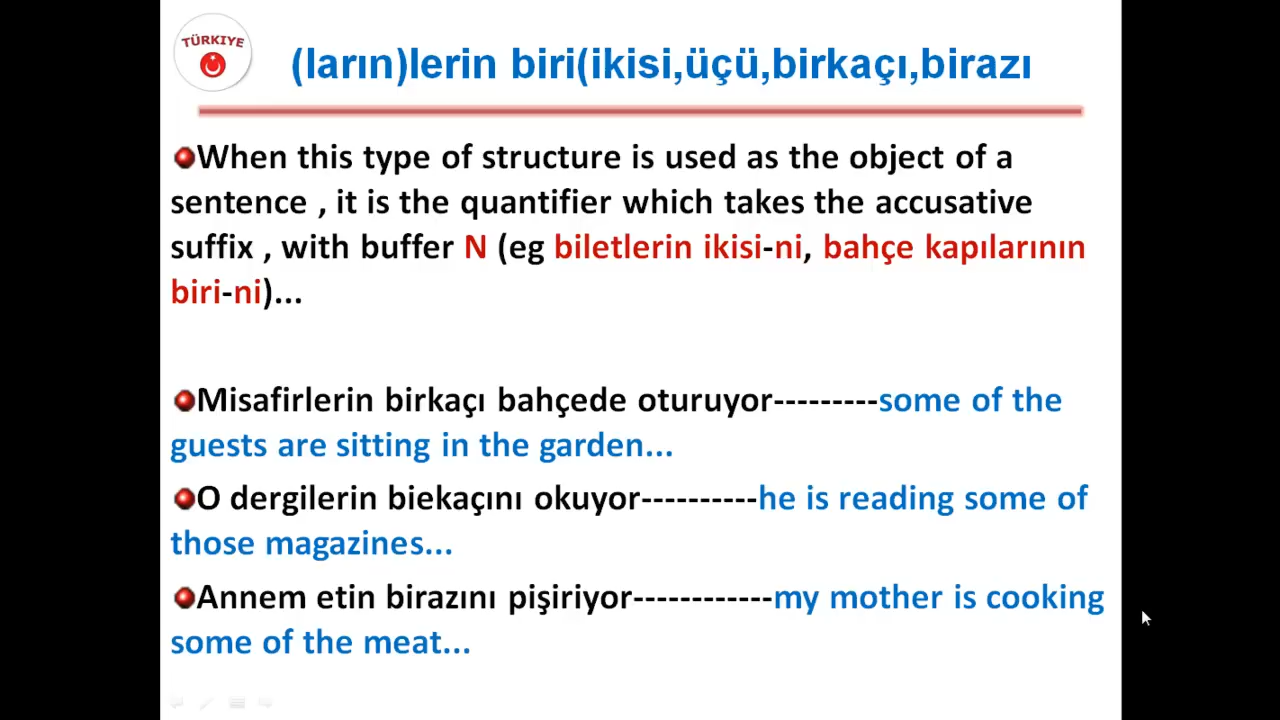 TÜRKIYE
(ların)lerin biri(ikisi,üçü,birkaçı,birazı
When this type of structure is used as the object of a
sentence , it is the quantifier which takes the accusative
suffix , with buffer N (eg biletlerin ikisi-ni, bahçe kapılarının
biri-ni)...
Misafirlerin birkaçı bahçede oturuyor---------some of the
guests are sitting in the garden...
O dergilerin biekaçını okuyor----------he is reading some of
those magazines...
Annem etin birazını pişiriyor------------my mother is cooking
some of the meat...